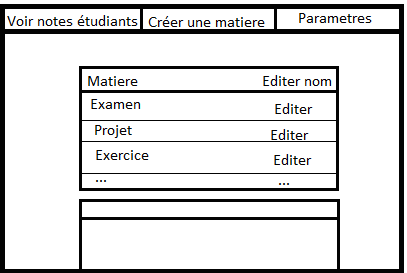 Voir notes étudiants Créer une matiere Parametres
Matiere Editer nom
Examen Editer
Projet Editer
Exercice Editer
... ...